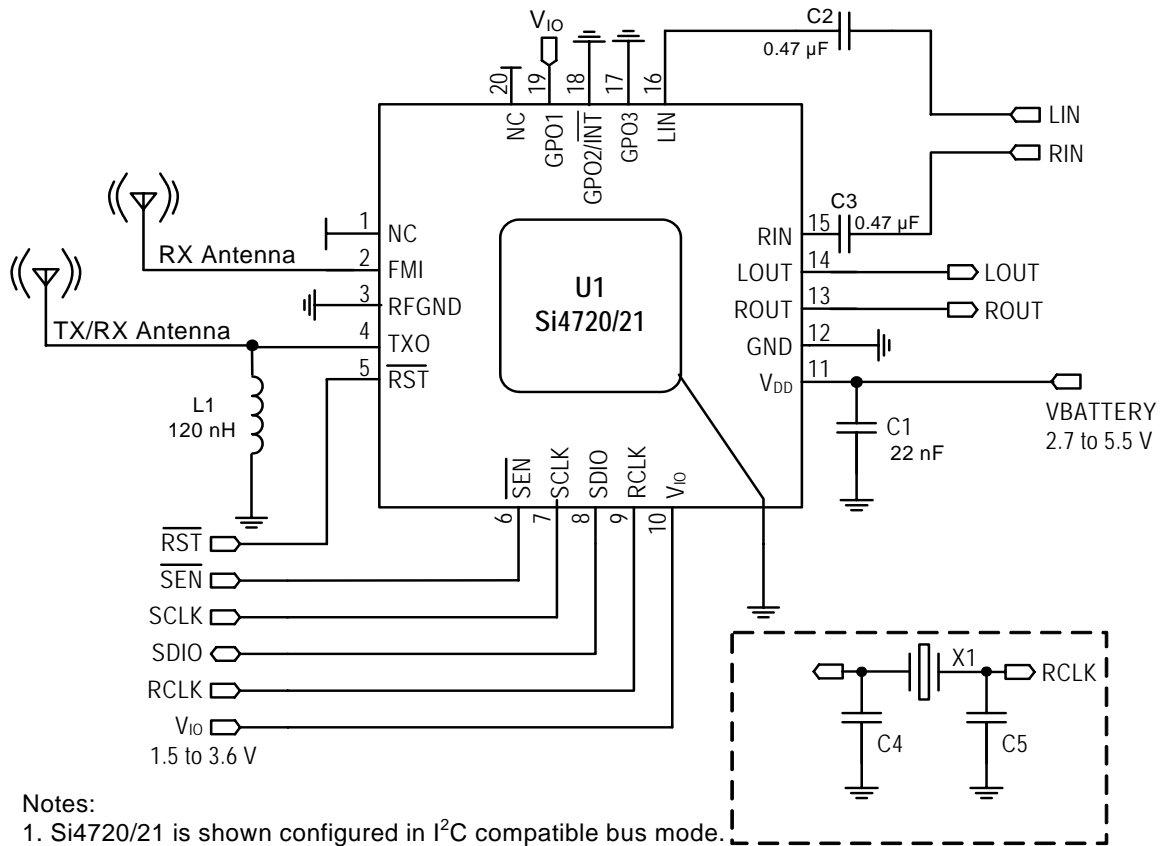 V_IO
C2
0.47 µF
20
19
18
17
16
NC
GPO1
GPO2/INT
GPO3
LIN
LIN
RIN
C3
0.47 µF
1
NC
RX Antenna
2
FMI
3
RFGND
TX/RX Antenna
4
TXO
5
RST
L1
120 nH
U1
Si4720/21
15
RIN
14
LOUT
LOUT
13
ROUT
ROUT
12
GND
11
V_DD
VBATTERY
2.7 to 5.5 V
C1
22 nF
SEN
SCLK
SDIO
RCLK
V_IO
6
7
8
9
10
RST
SEN
SCLK
SDIO
RCLK
V_IO
1.5 to 3.6 V
X1
RCLK
C4
C5
Notes:
1. Si4720/21 is shown configured in I²C compatible bus mode.